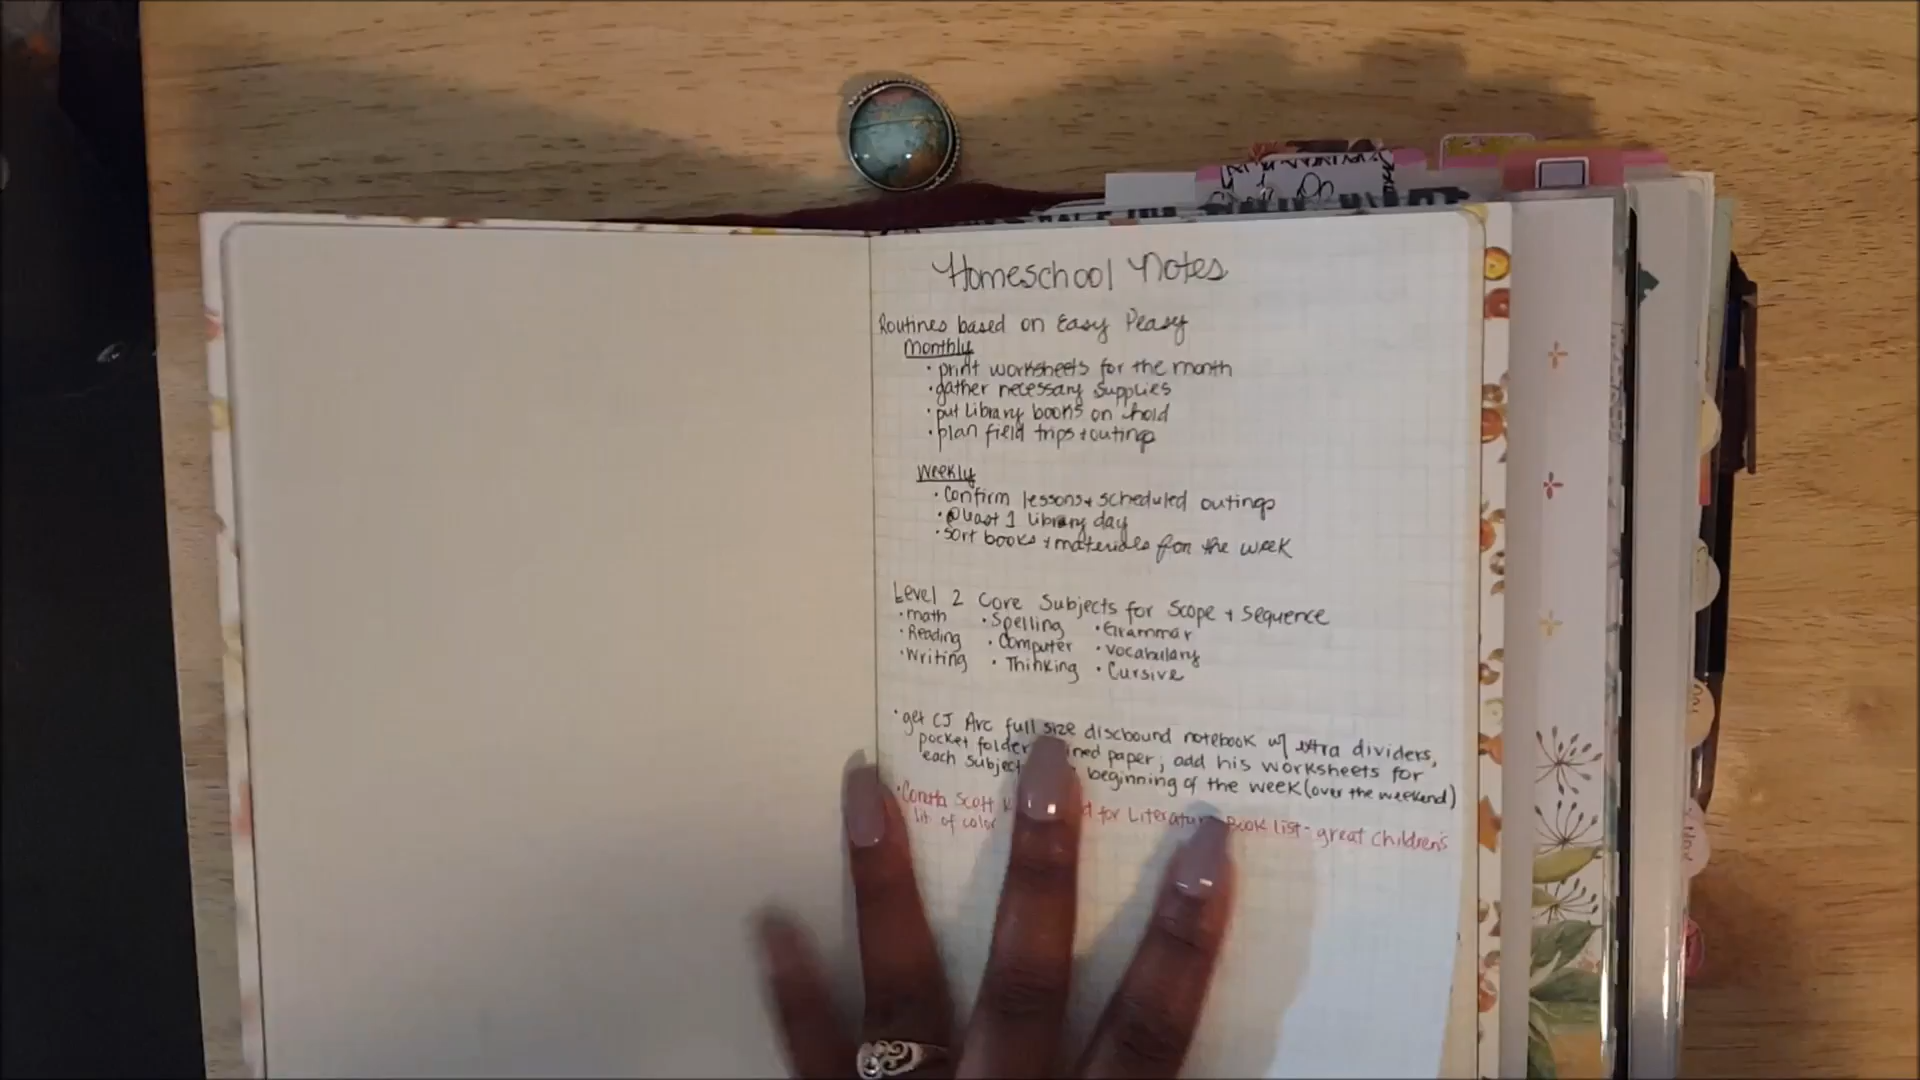 Homeschool Notes
Routines based on Easy Peasy
Monthly
• print worksheets for the month
• gather necessary supplies
• put library books on hold
• plan field trips + outings
Weekly
• Confirm lessons + scheduled outings
• @ least 1 library day
• Sort books + materials for the week
Level 2 Core Subjects for Scope + Sequence
• math • Spelling • Grammar
• Reading • Computer • Vocabulary
• Writing • Thinking • Cursive
• get CJ Arc full size discbound notebook w/ extra dividers,
pocket folder paper; add his worksheets for
each subject beginning of the week (over the weekend)
• Scott for Literature Book list - great Children's
lit. of color